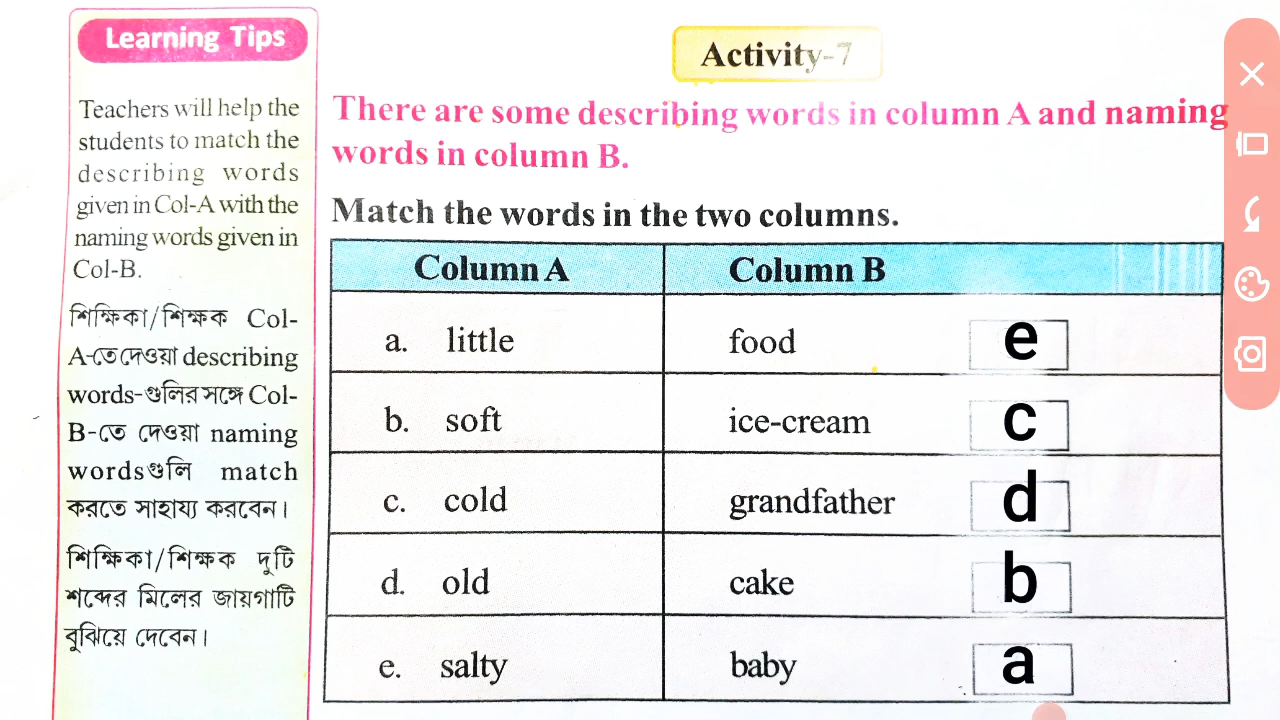 Learning Tips
Teachers will help the
students to match the
describing words
given in Col-A with the
naming words given in
Col-B.
শিক্ষিকা/শিক্ষক Col-
A-তে দেওয়া describing
words-গুলির সঙ্গে Col-
B-তে দেওয়া naming
wordsগুলি match
করতে সাহায্য করবেন।
শিক্ষিকা/শিক্ষক দুটি
শব্দের মিলের জায়গাটি
বুঝিয়ে দেবেন।
Activity-7
There are some describing words in column A and naming
words in column B.
Match the words in the two columns.
Column A Column B
a. little food e
b. soft ice-cream c
c. cold grandfather d
d. old cake b
e. salty baby a